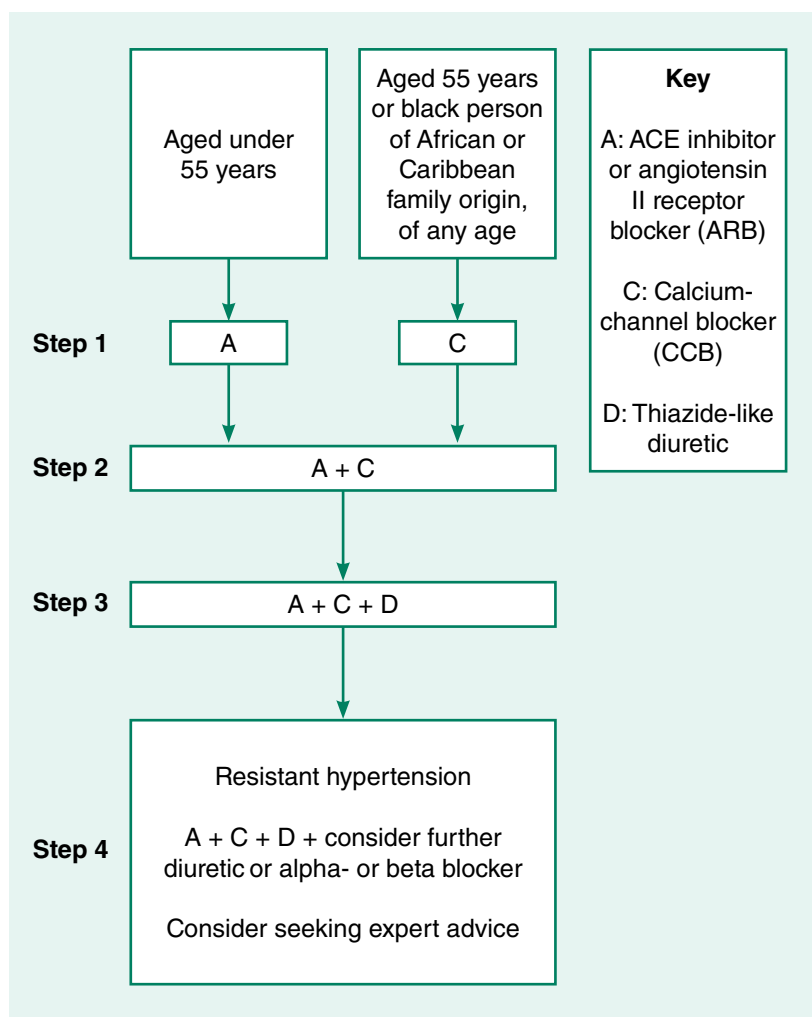 Aged under
55 years
Aged 55 years
or black person
of African or
Caribbean
family origin,
of any age
Key
A: ACE inhibitor
or angiotensin
II receptor
blocker (ARB)
C: Calcium-
channel blocker
(CCB)
D: Thiazide-like
diuretic
Step 1
A
C
Step 2
A + C
Step 3
A + C + D
Step 4
Resistant hypertension
A + C + D + consider further
diuretic or alpha- or beta blocker
Consider seeking expert advice